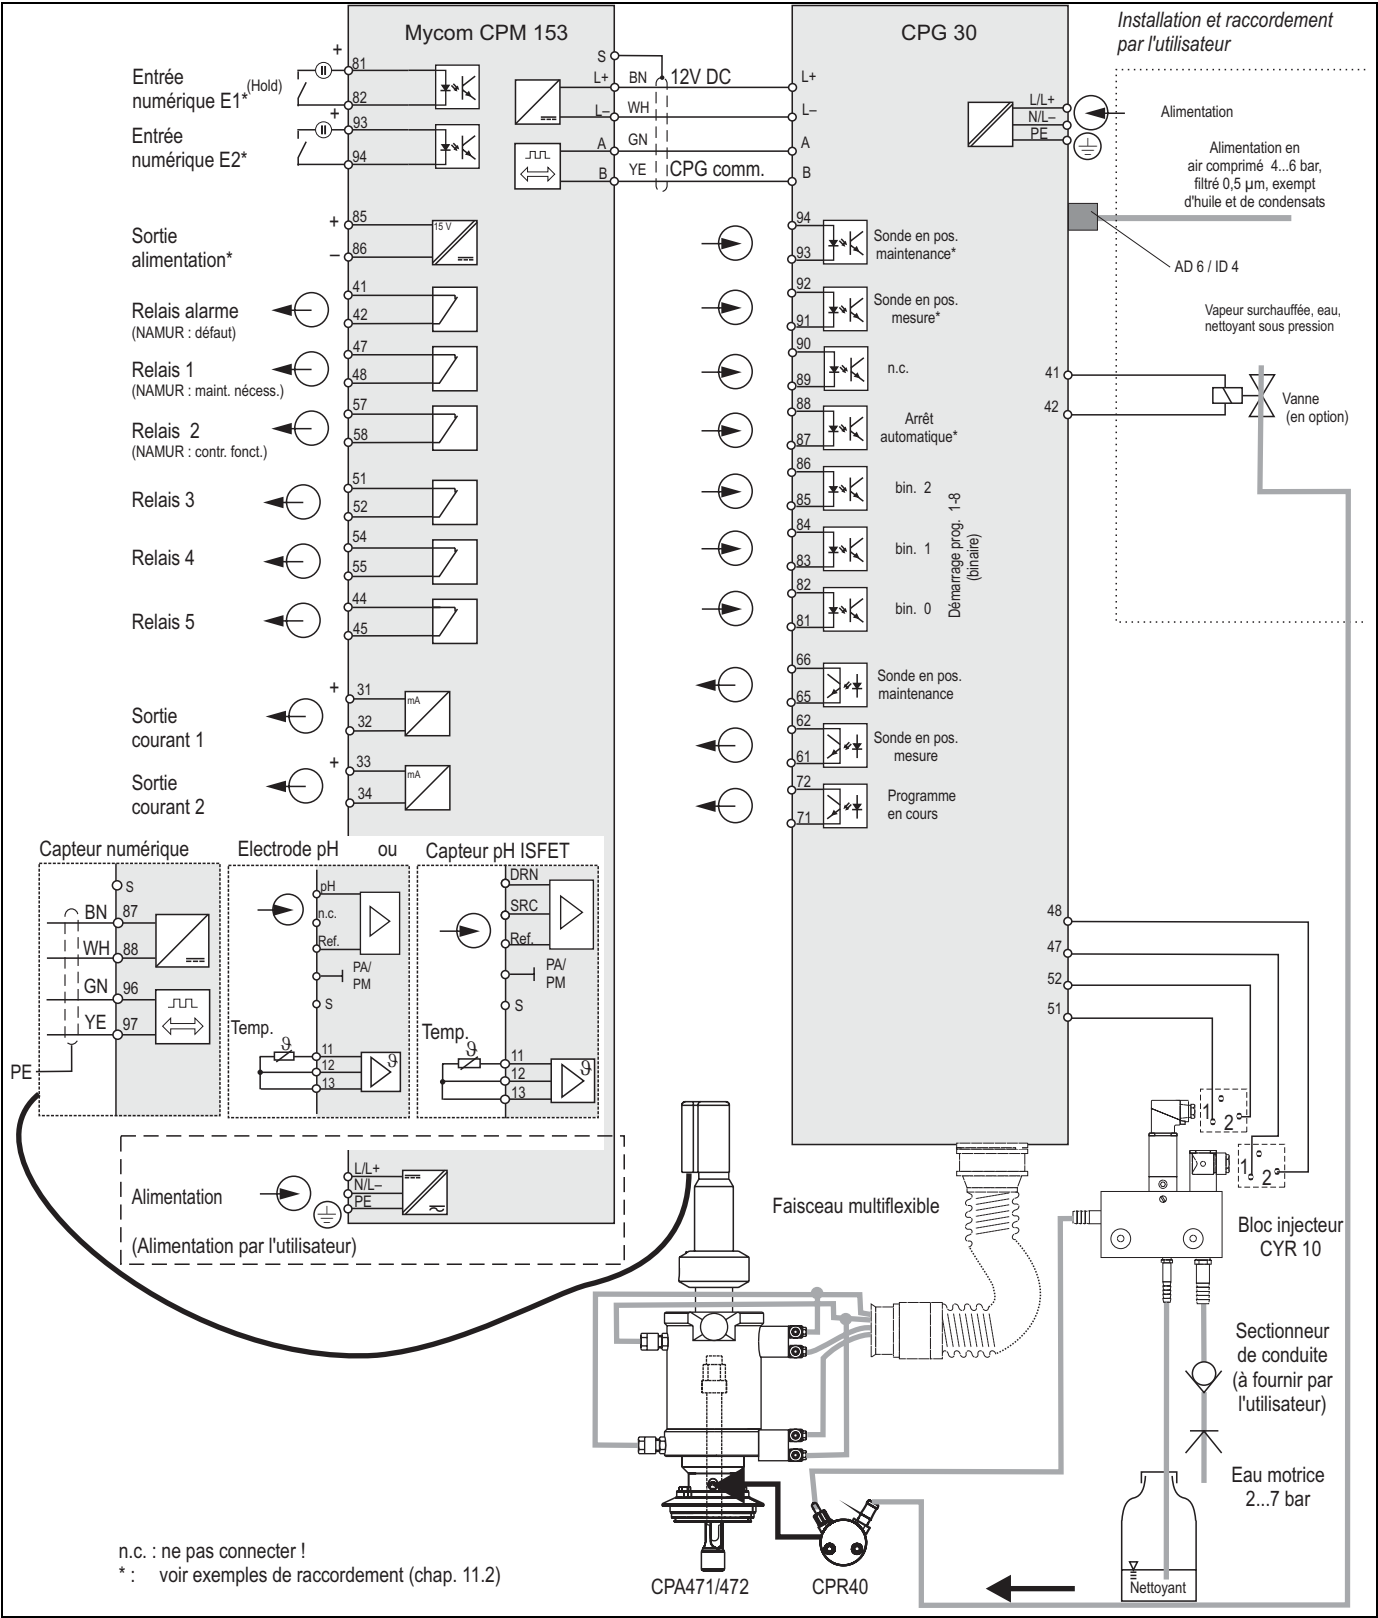 Mycom CPM 153
CPG 30
Installation et raccordement
par l'utilisateur
Entrée
numérique E1* (Hold)
+
81
82
Entrée
numérique E2*
+
93
94
Sortie
alimentation*
+
–
85
86
15 V
Relais alarme
(NAMUR : défaut)
41
42
Relais 1
(NAMUR : maint. nécess.)
47
48
Relais 2
(NAMUR : contr. fonct.)
57
58
Relais 3
51
52
Relais 4
54
55
Relais 5
44
45
Sortie
courant 1
+
31
32
mA
Sortie
courant 2
+
33
34
mA
S
L+ BN 12V DC L+
L– WH L–
A GN A
B YE CPG comm. B
94
93
Sonde en pos.
maintenance*
92
91
Sonde en pos.
mesure*
90
89
n.c.
88
87
Arrêt
automatique*
86
85
bin. 2
84
83
bin. 1
82
81
bin. 0
Démarrage prog. 1-8
(binaire)
66
65
Sonde en pos.
maintenance
62
61
Sonde en pos.
mesure
72
71
Programme
en cours
L/L+
N/L–
PE
Alimentation
Alimentation en
air comprimé 4...6 bar,
filtré 0,5 µm, exempt
d'huile et de condensats
AD 6 / ID 4
Vapeur surchauffée, eau,
nettoyant sous pression
41
42
Vanne
(en option)
48
47
52
51
1
2
1
2
Capteur numérique
S
BN 87
WH 88
GN 96
YE 97
PE
Electrode pH ou
pH
n.c.
Ref.
PA/
PM
S
Temp.
ϑ
11
12
13
ϑ
Capteur pH ISFET
DRN
SRC
Ref.
PA/
PM
S
Temp.
ϑ
11
12
13
ϑ
Alimentation
L/L+
N/L–
PE
(Alimentation par l'utilisateur)
Faisceau multiflexible
Bloc injecteur
CYR 10
Sectionneur
de conduite
(à fournir par
l'utilisateur)
Eau motrice
2...7 bar
Nettoyant
CPA471/472
CPR40
n.c. : ne pas connecter !
* : voir exemples de raccordement (chap. 11.2)